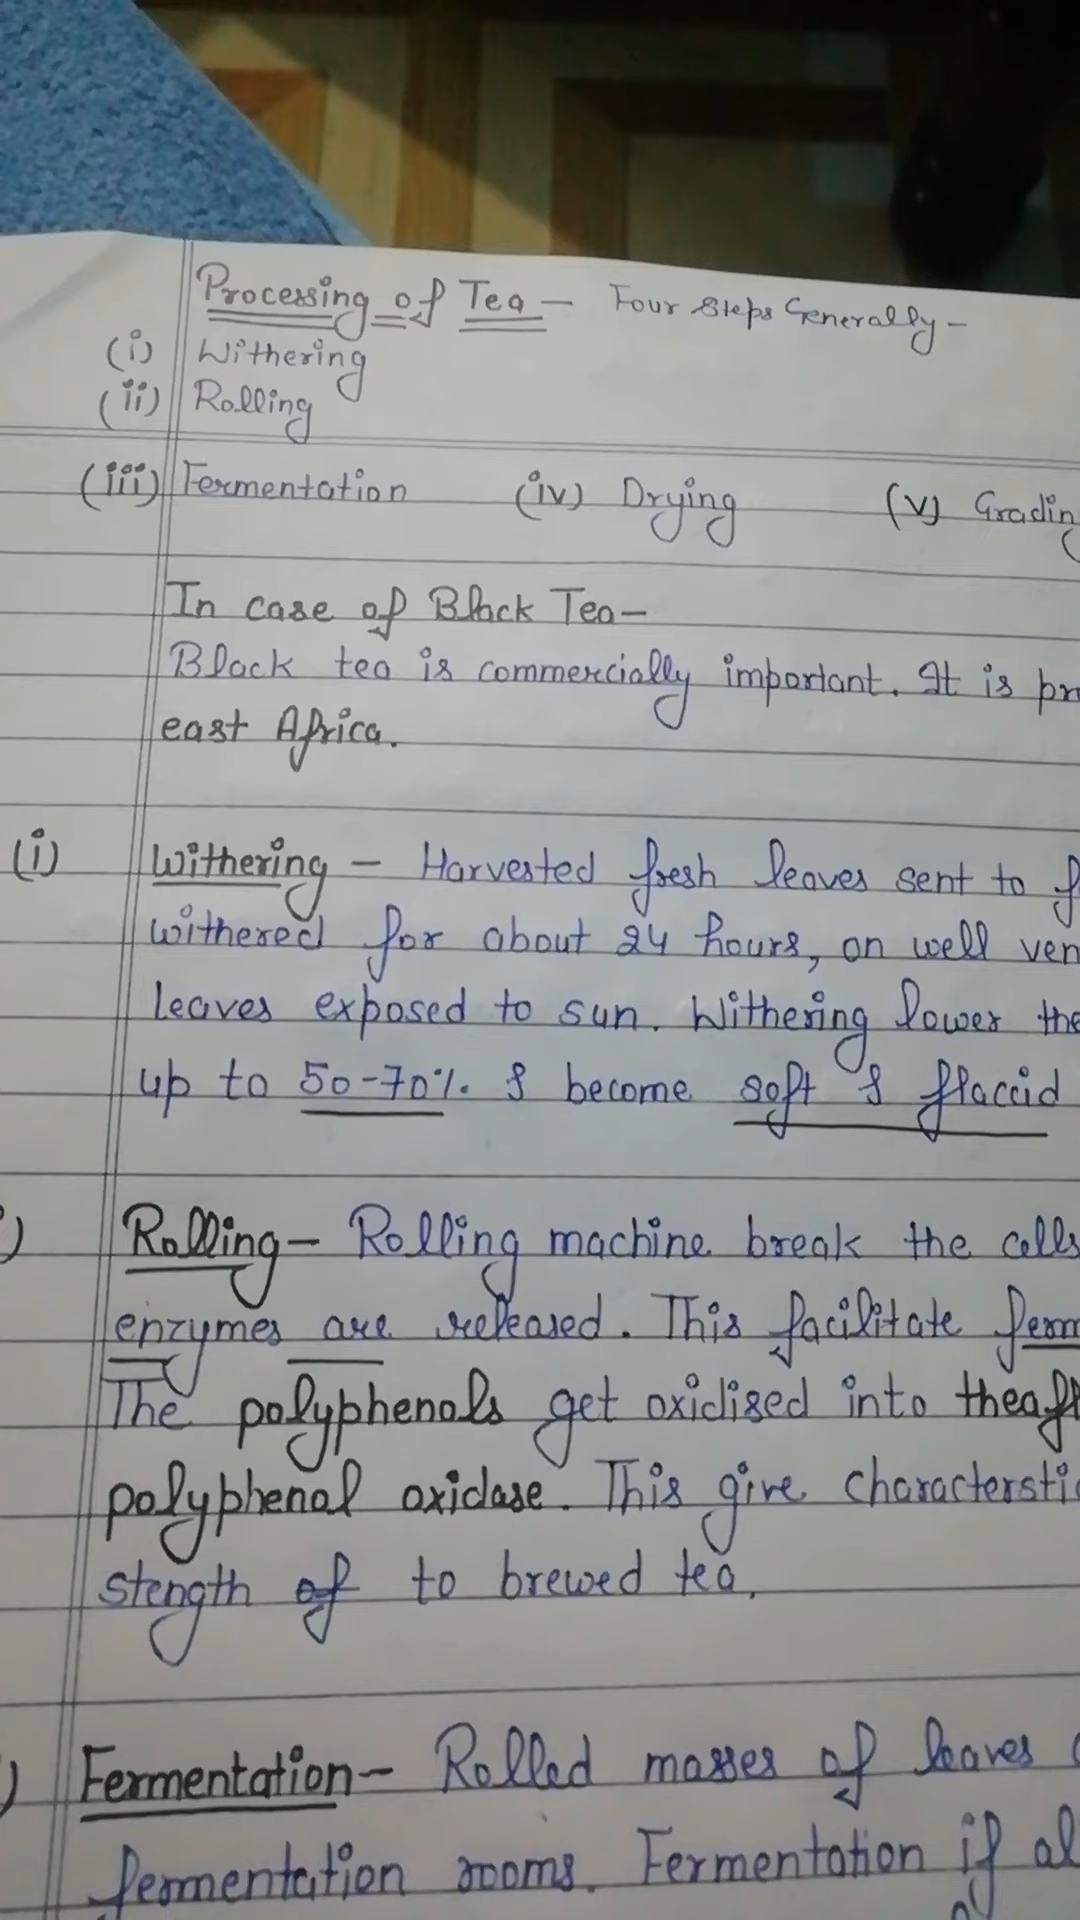 Processing of Tea - Four Steps Generally -
(i) Withering
(ii) Rolling
(iii) Fermentation (iv) Drying (v) Gradin
In case of Black Tea-
Black tea is commercially important. It is pr
east Africa.
(i) Withering - Harvested fresh leaves sent to f
withered for about 24 hours, on well ven
leaves exposed to sun. Withering lower the
up to 50-70% & become soft & flaccid
) Rolling- Rolling machine break the cells
enzymes are released. This facilitate ferm
The polyphenols get oxidised into theafl
polyphenol oxidase. This give charactersti
stength of to brewed tea.
) Fermentation- Rolled masses of leaves
fermentation rooms. Fermentation if al